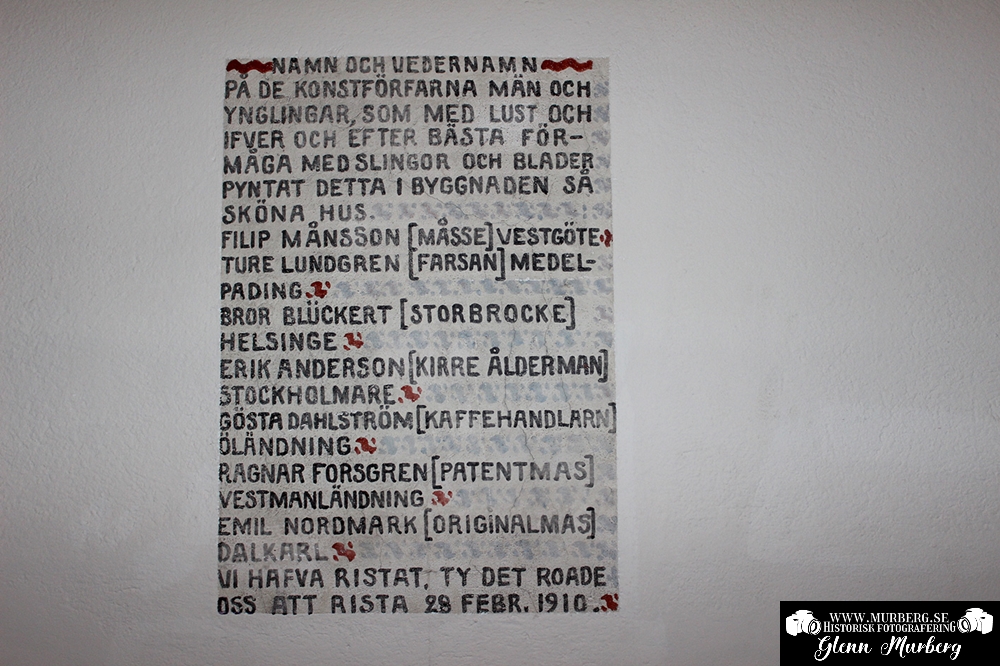 NAMN OCH VEDERNAMN
PÅ DE KONSTFÖRFARNA MÄN OCH
YNGLINGAR, SOM MED LUST OCH
IFVER OCH EFTER BÄSTA FÖR-
MÅGA MED SLINGOR OCH BLADER
PYNTAT DETTA I BYGGNADEN SÅ
SKÖNA HUS.
FILIP MÅNSSON [MÅSSE] VESTGÖTE
TURE LUNDGREN [FARSAN] MEDEL-
PADING
BROR BLÜCKERT [STORBROCKE]
HELSINGE
ERIK ANDERSON [KIRRE ÅLDERMAN]
STOCKHOLMARE
GÖSTA DAHLSTRÖM [KAFFEHANDLARN]
ÖLÄNDNING
RAGNAR FORSGREN [PATENTMAS]
VESTMANLÄNDNING
EMIL NORDMARK [ORIGINALMAS]
DALKARL
VI HAFVA RISTAT, TY DET ROADE
OSS ATT RISTA 28 FEBR. 1910.
WWW.MURBERG.SE
HISTORISK FOTOGRAFERING
Glenn Murberg